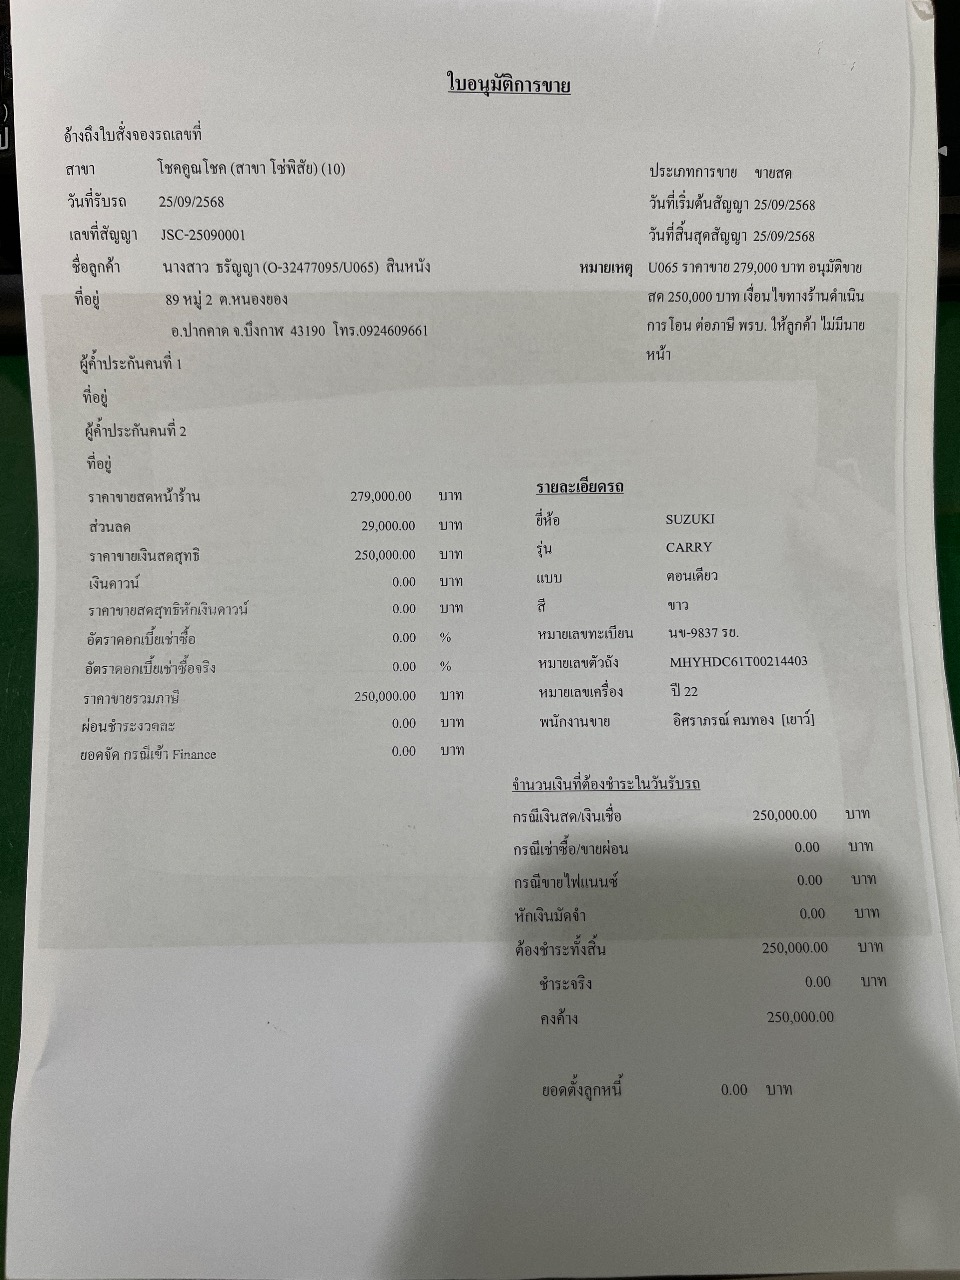 ใบอนุมัติการขาย
อ้างถึงใบสั่งจองรถเลขที่
สาขา โชคคูณโชค (สาขา โซ่พิสัย) (10)
ประเภทการขาย ขายสด
วันที่รับรถ 25/09/2568
วันที่เริ่มต้นสัญญา 25/09/2568
เลขที่สัญญา JSC-25090001
วันที่สิ้นสุดสัญญา 25/09/2568
ชื่อลูกค้า นางสาว ธรัญญา (O-32477095/U065) สินหนัง
หมายเหตุ U065 ราคาขาย 279,000 บาท อนุมัติขาย
สด 250,000 บาท เงื่อนไขทางร้านดำเนิน
การ โอน ต่อภาษี พรบ. ให้ลูกค้า ไม่มีนาย
หน้า
ที่อยู่ 89 หมู่ 2 ต.หนองยอง
อ.ปากคาด จ.บึงกาฬ 43190 โทร.0924609661
ผู้ค้ำประกันคนที่ 1
ที่อยู่
ผู้ค้ำประกันคนที่ 2
ที่อยู่
ราคาขายสดหน้าร้าน 279,000.00 บาท
ส่วนลด 29,000.00 บาท
ราคาขายเงินสดสุทธิ 250,000.00 บาท
เงินดาวน์ 0.00 บาท
ราคาขายสดสุทธิหักเงินดาวน์ 0.00 บาท
อัตราดอกเบี้ยเช่าซื้อ 0.00 %
อัตราดอกเบี้ยเช่าซื้อจริง 0.00 %
ราคาขายรวมภาษี 250,000.00 บาท
ผ่อนชำระงวดละ 0.00 บาท
ยอดจัด กรณีเข้า Finance 0.00 บาท
รายละเอียดรถ
ยี่ห้อ SUZUKI
รุ่น CARRY
แบบ ตอนเดียว
สี ขาว
หมายเลขทะเบียน นข-9837 รย.
หมายเลขตัวถัง MHYHDC61T00214403
หมายเลขเครื่อง ปี 22
พนักงานขาย อิศราภรณ์ คมทอง [เยาว์]
จำนวนเงินที่ต้องชำระในวันรับรถ
กรณีเงินสด/เงินเชื่อ 250,000.00 บาท
กรณีเช่าซื้อ/ขายผ่อน 0.00 บาท
กรณีขายไฟแนนซ์ 0.00 บาท
หักเงินมัดจำ 0.00 บาท
ต้องชำระทั้งสิ้น 250,000.00 บาท
ชำระจริง 0.00 บาท
คงค้าง 250,000.00
ยอดตั้งลูกหนี้ 0.00 บาท